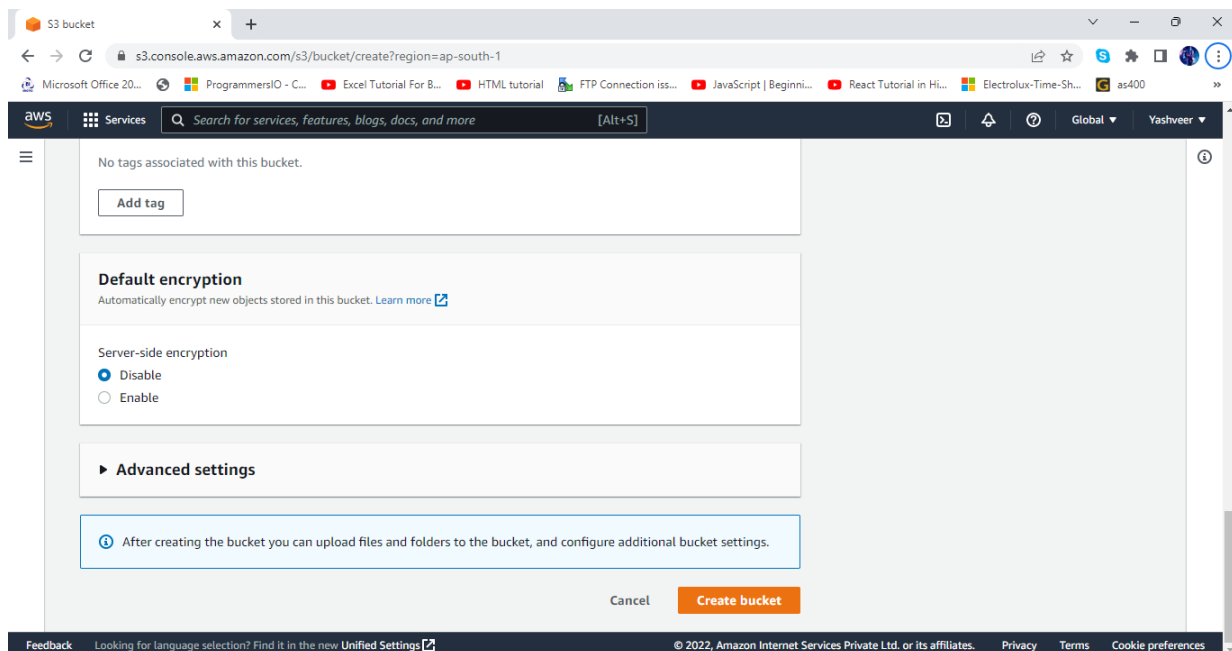 S3 bucket
s3.console.aws.amazon.com/s3/bucket/create?region=ap-south-1
Microsoft Office 20... ProgrammersIO - C... Excel Tutorial For B... HTML tutorial FTP Connection iss... JavaScript | Beginni... React Tutorial in Hi... Electrolux-Time-Sh... as400 »
aws Services Search for services, features, blogs, docs, and more [Alt+S] Global Yashveer
No tags associated with this bucket.
Add tag
Default encryption
Automatically encrypt new objects stored in this bucket. Learn more
Server-side encryption
Disable
Enable
Advanced settings
After creating the bucket you can upload files and folders to the bucket, and configure additional bucket settings.
Cancel Create bucket
Feedback Looking for language selection? Find it in the new Unified Settings © 2022, Amazon Internet Services Private Ltd. or its affiliates. Privacy Terms Cookie preferences